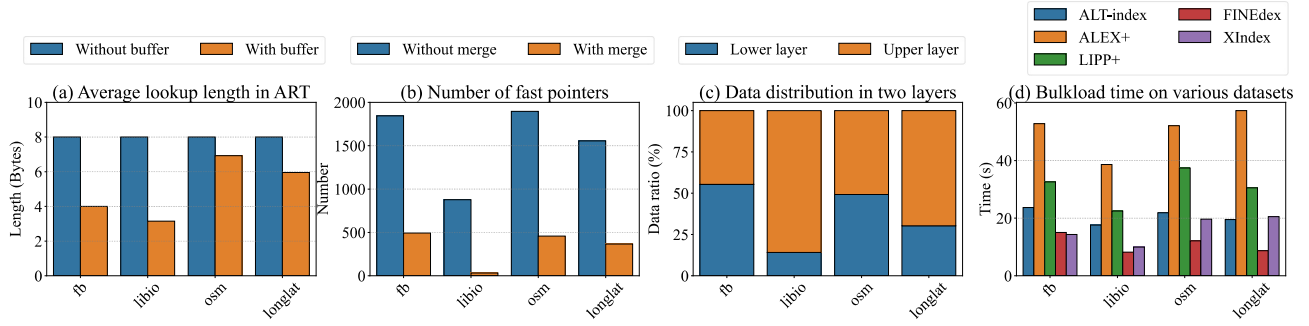 Without buffer
With buffer
(a) Average lookup length in ART
Length (Bytes)
10
8
6
4
2
0
fb
libio
osm
longlat
Without merge
With merge
(b) Number of fast pointers
Number
2000
1500
1000
500
0
fb
libio
osm
longlat
Lower layer
Upper layer
(c) Data distribution in two layers
Data ratio (%)
100
75
50
25
0
fb
libio
osm
longlat
ALT-index
ALEX+
LIPP+
FINEdex
XIndex
(d) Bulkload time on various datasets
Time (s)
60
40
20
0
fb
libio
osm
longlat